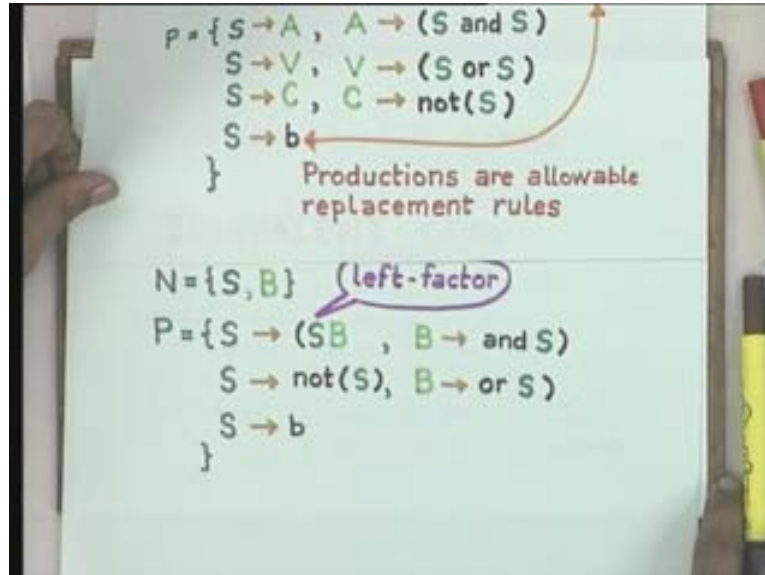 P = { S → A , A → (S and S)
S → V , V → (S or S)
S → C , C → not(S)
S → b
}
Productions are allowable
replacement rules
N = {S, B} (left-factor)
P = { S → (SB , B → and S)
S → not(S), B → or S)
S → b
}